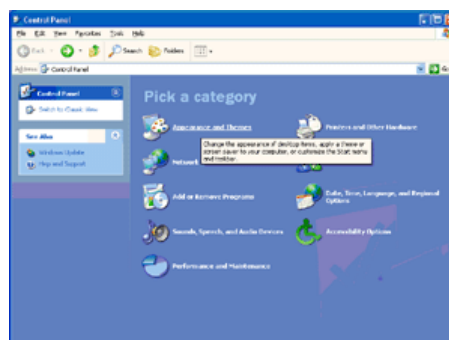 Control Panel
File Edit View Favorites Tools Help
Back Search Folders
Address Control Panel Go
Control Panel
Switch to Classic View
See Also
Windows Update
Help and Support
Pick a category
Appearance and Themes
Printers and Other Hardware
Change the appearance of desktop items, apply a theme or
screen saver to your computer, or customize the Start menu
and taskbar.
Network
Add or Remove Programs
Date, Time, Language, and Regional
Options
Sounds, Speech, and Audio Devices
Accessibility Options
Performance and Maintenance